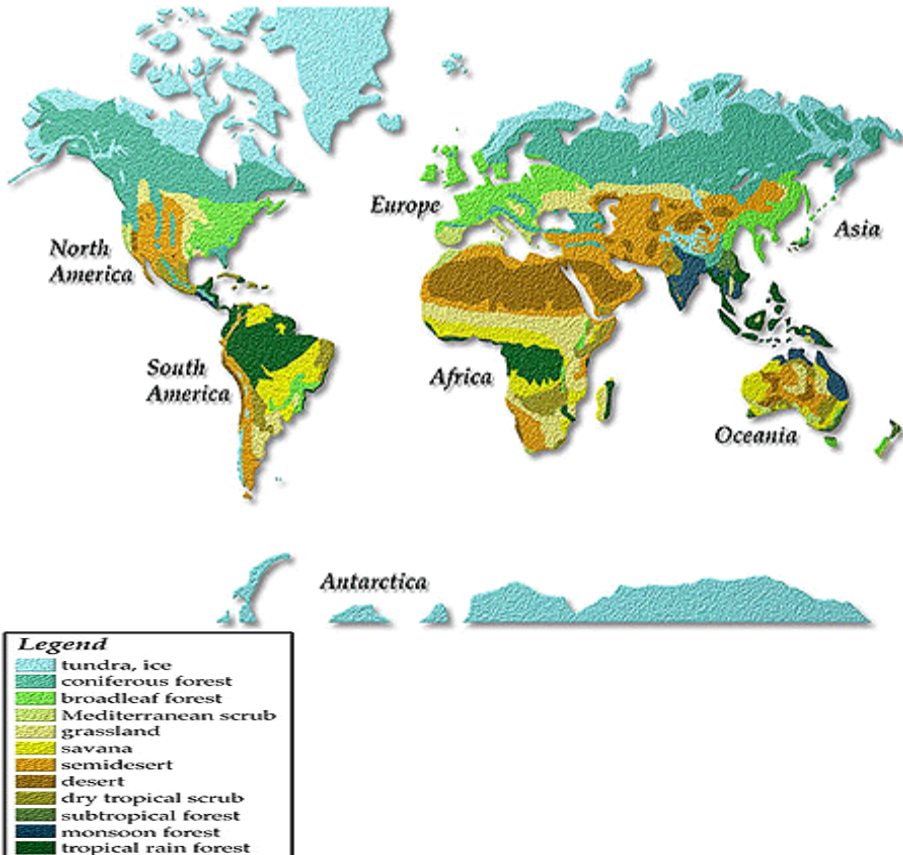 Europe
Asia
North
America
South
America
Africa
Oceania
Antarctica
Legend
tundra, ice
coniferous forest
broadleaf forest
Mediterranean scrub
grassland
savana
semidesert
desert
dry tropical scrub
subtropical forest
monsoon forest
tropical rain forest